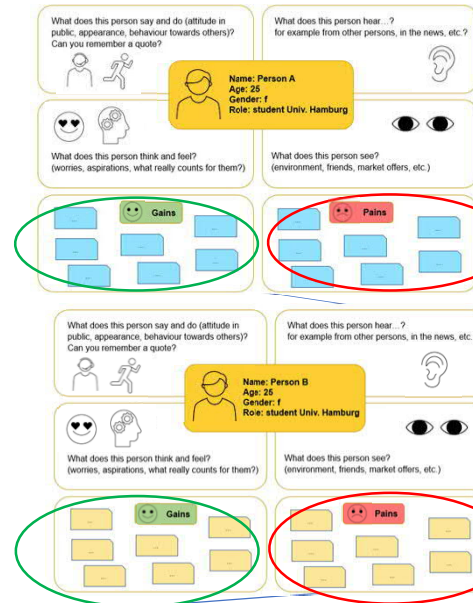 What does this person say and do (attitude in
public, appearance, behaviour towards others)?
Can you remember a quote?
What does this person hear…?
for example from other persons, in the news, etc.?
Name: Person A
Age: 25
Gender: f
Role: student Univ. Hamburg
What does this person think and feel?
(worries, aspirations, what really counts for them?)
What does this person see?
(environment, friends, market offers, etc.)
Gains
...
...
...
...
...
...
...
Pains
...
...
...
...
...
...
...
What does this person say and do (attitude in
public, appearance, behaviour towards others)?
Can you remember a quote?
What does this person hear…?
for example from other persons, in the news, etc.
Name: Person B
Age: 25
Gender: f
Role: student Univ. Hamburg
What does this person think and feel?
(worries, aspirations, what really counts for them?)
What does this person see?
(environment, friends, market offers, etc.)
Gains
...
...
...
...
...
...
...
...
Pains
...
...
...
...
...
...
...
...